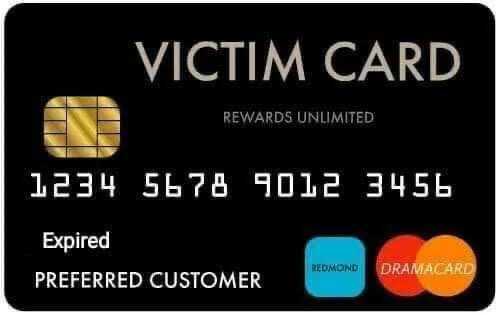 VICTIM CARD
REWARDS UNLIMITED
1234 5678 9012 3456
Expired
PREFERRED CUSTOMER
REDMOND
DRAMACARD